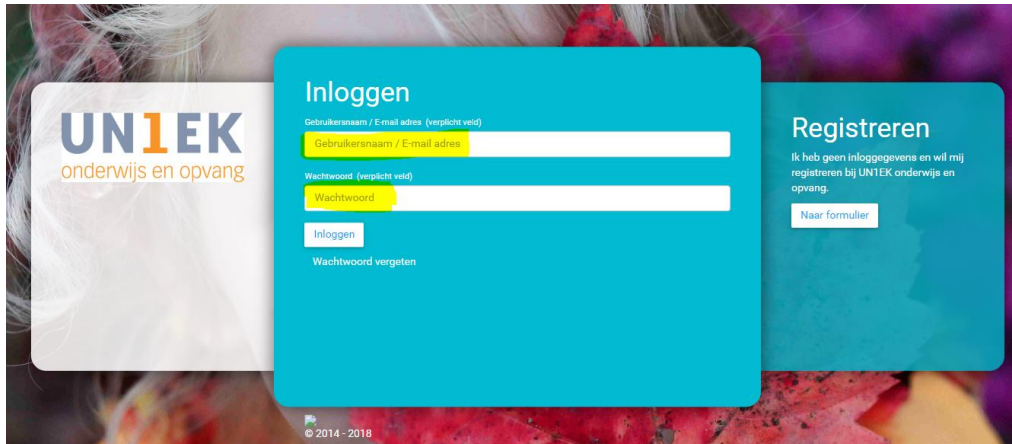 UN1EK
onderwijs en opvang
Inloggen
Gebruikersnaam / E-mail adres (verplicht veld)
Gebruikersnaam / E-mail adres
Wachtwoord (verplicht veld)
Wachtwoord
Inloggen
Wachtwoord vergeten
Registreren
Ik heb geen inloggegevens en wil mij
registreren bij UN1EK onderwijs en
opvang.
Naar formulier
© 2014 - 2018